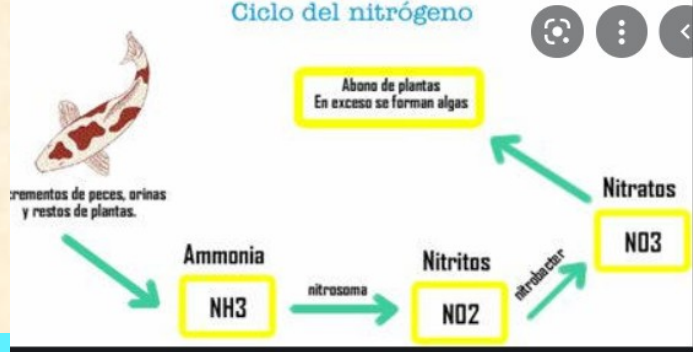 Ciclo del nitrógeno
Abono de plantas
En exceso se forman algas
crementos de peces, orinas
y restos de plantas.
Nitratos
NO3
Ammonia
NH3
nitrosoma
Nitritos
NO2
nitrobacter